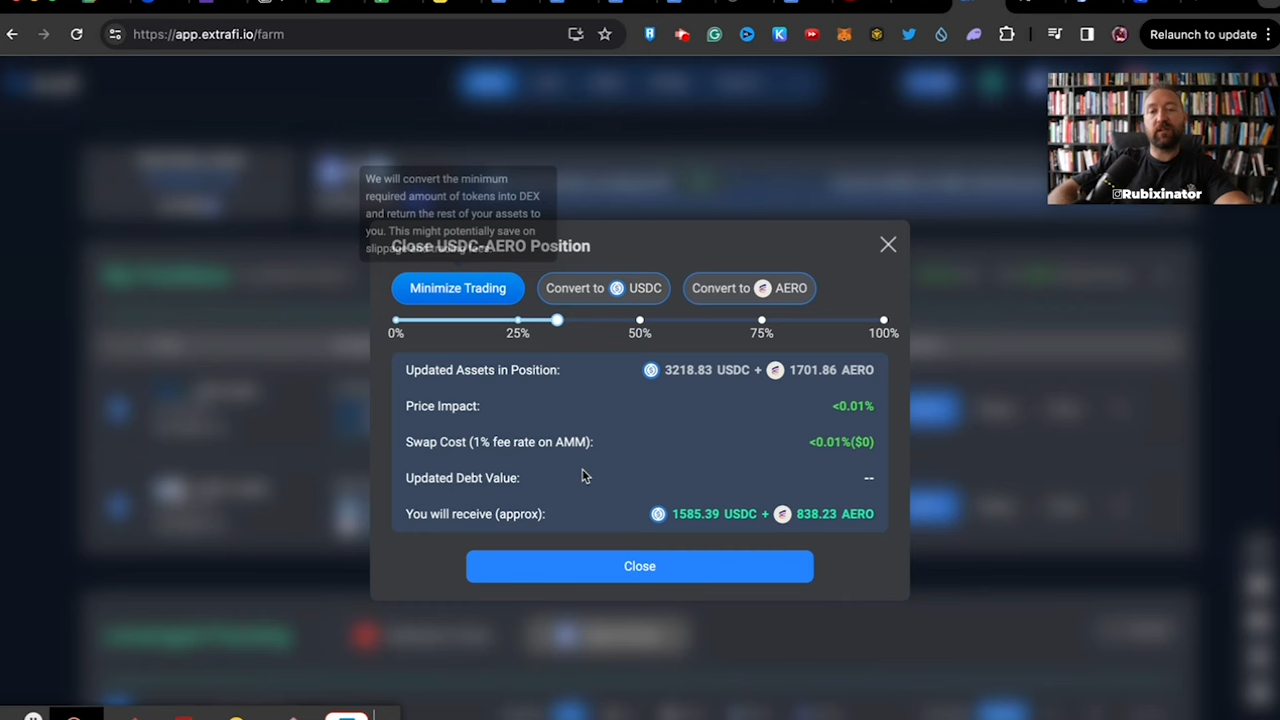 https://app.extrafi.io/farm
Relaunch to update
@Rubixinator
We will convert the minimum
required amount of tokens into DEX
and return the rest of your assets to
you. This might potentially save on
slippage and trading fees.
Close USDC-AERO Position
Minimize Trading
Convert to USDC
Convert to AERO
0%
25%
50%
75%
100%
Updated Assets in Position:
3218.83 USDC + 1701.86 AERO
Price Impact:
<0.01%
Swap Cost (1% fee rate on AMM):
<0.01%($0)
Updated Debt Value:
--
You will receive (approx):
1585.39 USDC + 838.23 AERO
Close